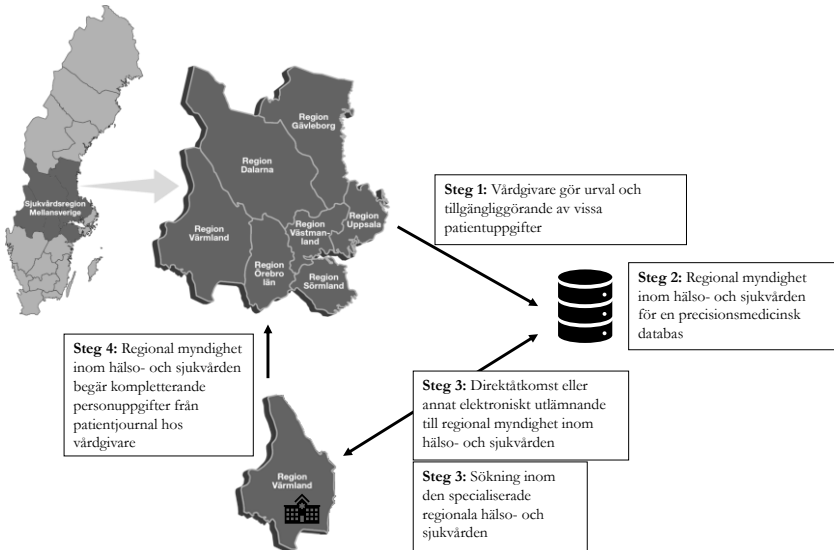 Region
Gävleborg
Region
Dalarna
Sjukvårdsregion
Mellansverige
Region
Värmland
Region
Västman-
land
Region
Uppsala
Region
Örebro
län
Region
Sörmland
Steg 1: Vårdgivare gör urval och
tillgängliggörande av vissa
patientuppgifter
Steg 2: Regional myndighet
inom hälso- och sjukvården
för en precisionsmedicinsk
databas
Steg 4: Regional myndighet
inom hälso- och sjukvården
begär kompletterande
personuppgifter från
patientjournal hos
vårdgivare
Steg 3: Direktåtkomst eller
annat elektroniskt utlämnande
till regional myndighet inom
hälso- och sjukvården
Region
Värmland
Steg 3: Sökning inom
den specialiserade
regionala hälso- och
sjukvården